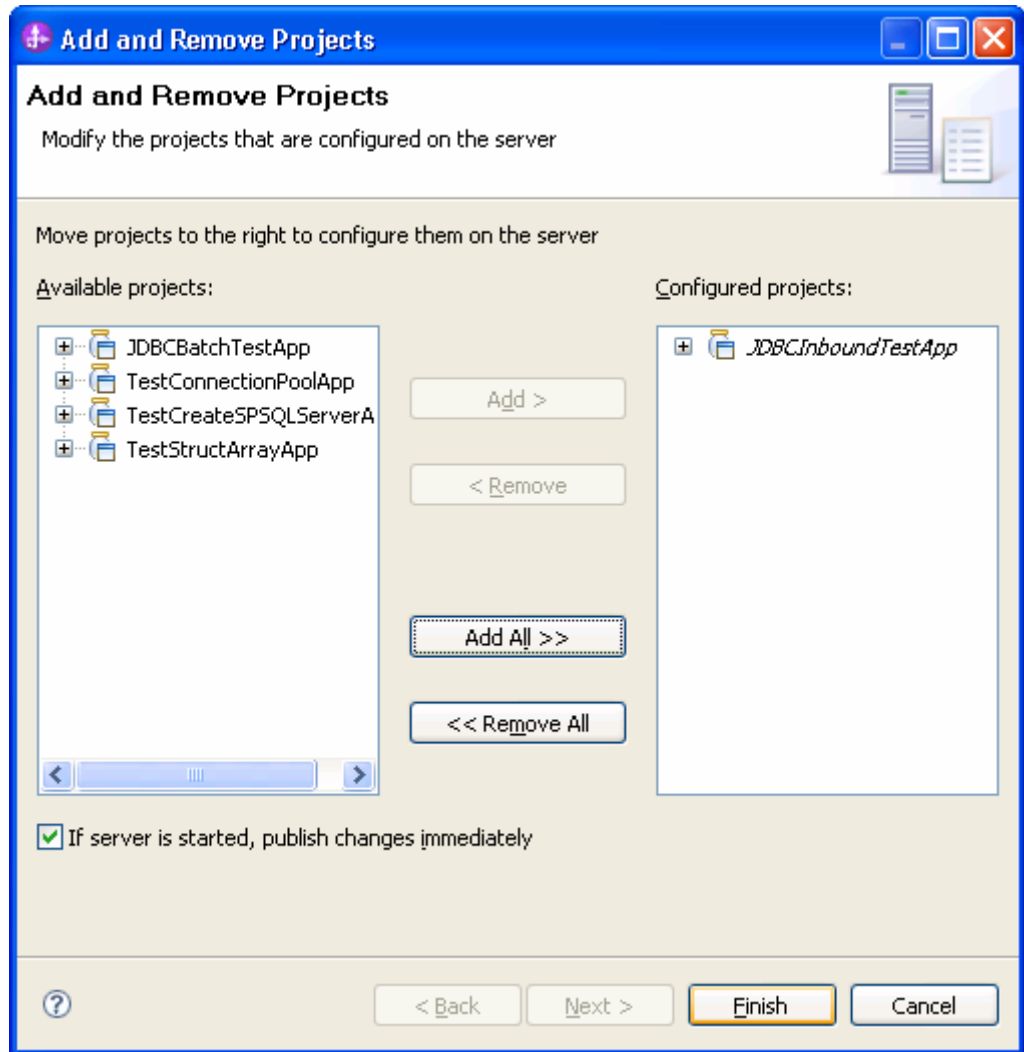 Add and Remove Projects
Add and Remove Projects
Modify the projects that are configured on the server
Move projects to the right to configure them on the server
Available projects:
Configured projects:
JDBCBatchTestApp
TestConnectionPoolApp
TestCreateSPSQLServerA
TestStructArrayApp
JDBCInboundTestApp
Add >
< Remove
Add All >>
<< Remove All
If server is started, publish changes immediately
< Back
Next >
Finish
Cancel